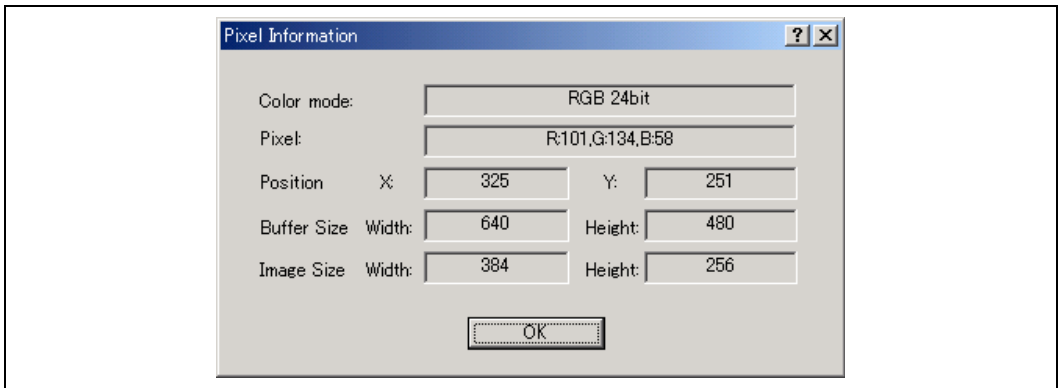 Pixel Information
Color mode: RGB 24bit
Pixel: R:101,G:134,B:58
Position X: 325 Y: 251
Buffer Size Width: 640 Height: 480
Image Size Width: 384 Height: 256
OK